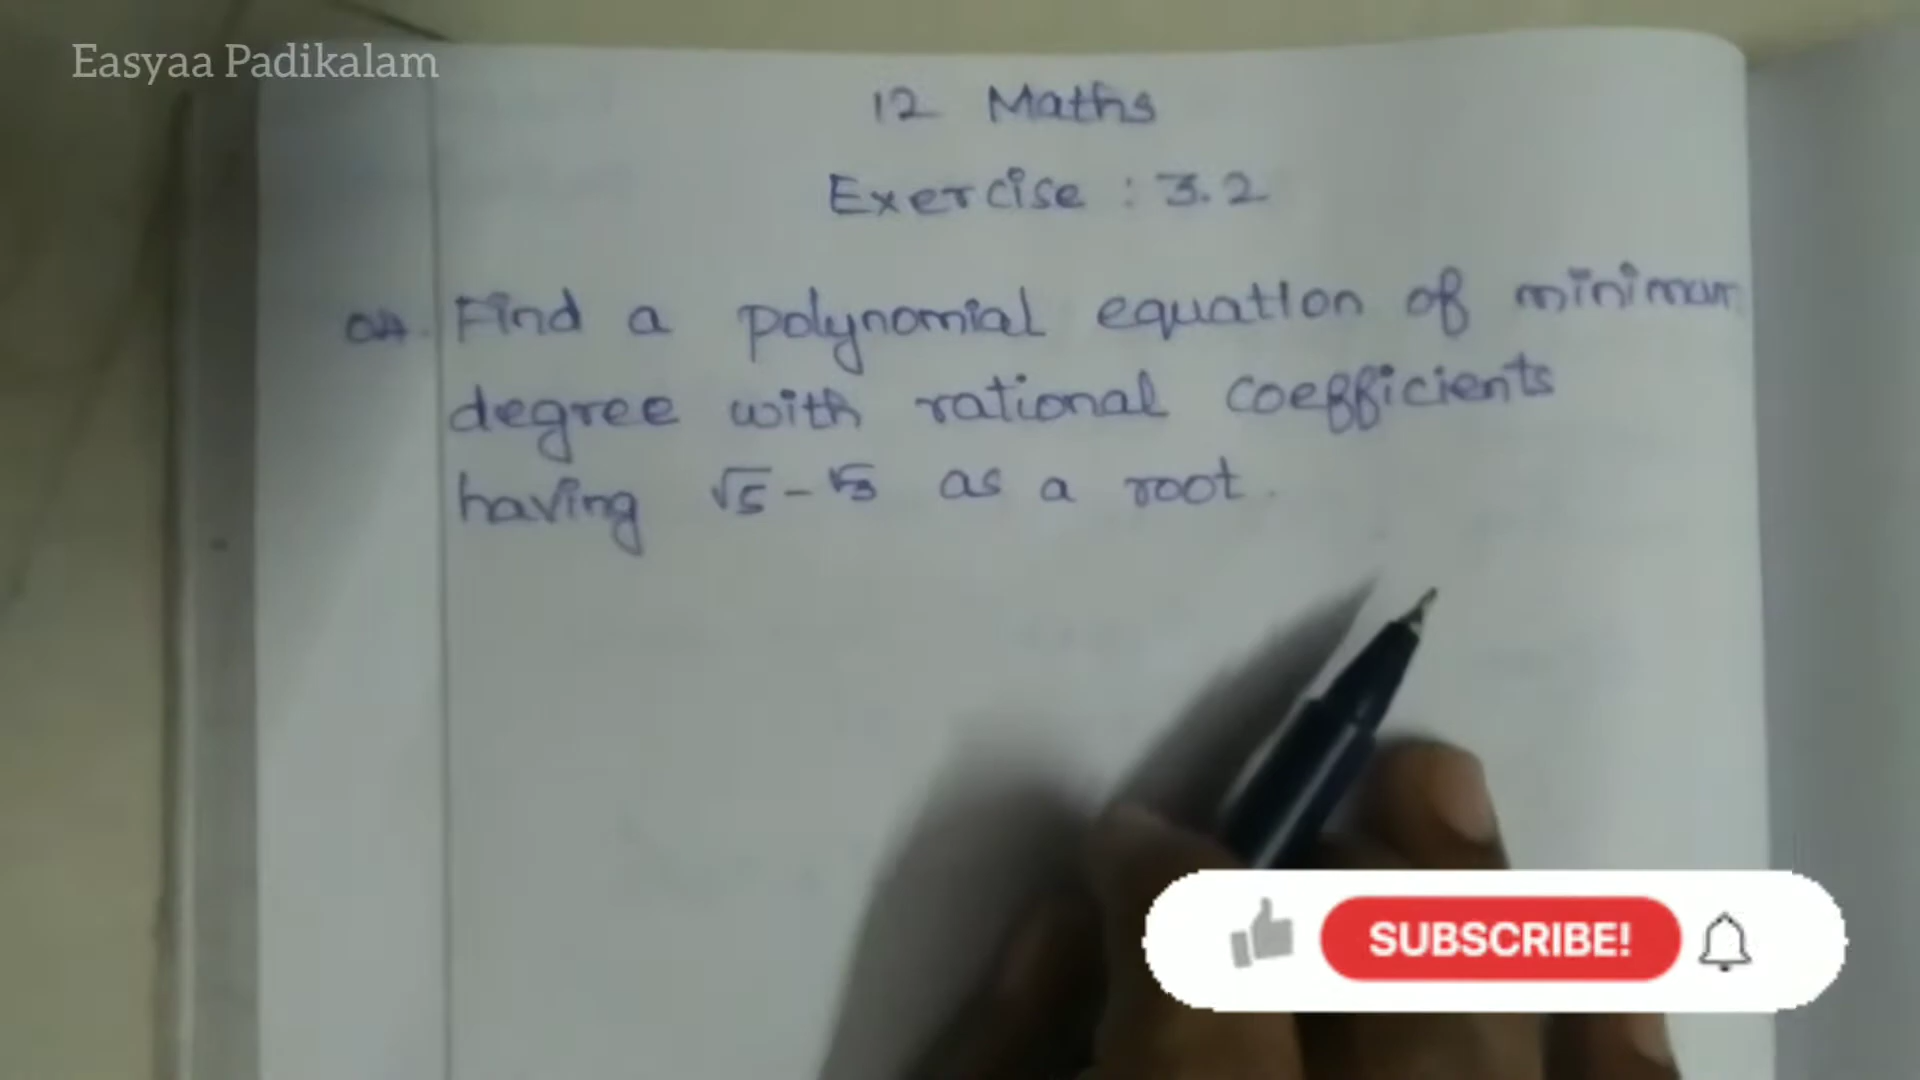 Easyaa Padikalam
12 Maths
Exercise : 3.2
04. Find a polynomial equation of minimum
degree with rational coefficients
having √5 - √3 as a root.
SUBSCRIBE!